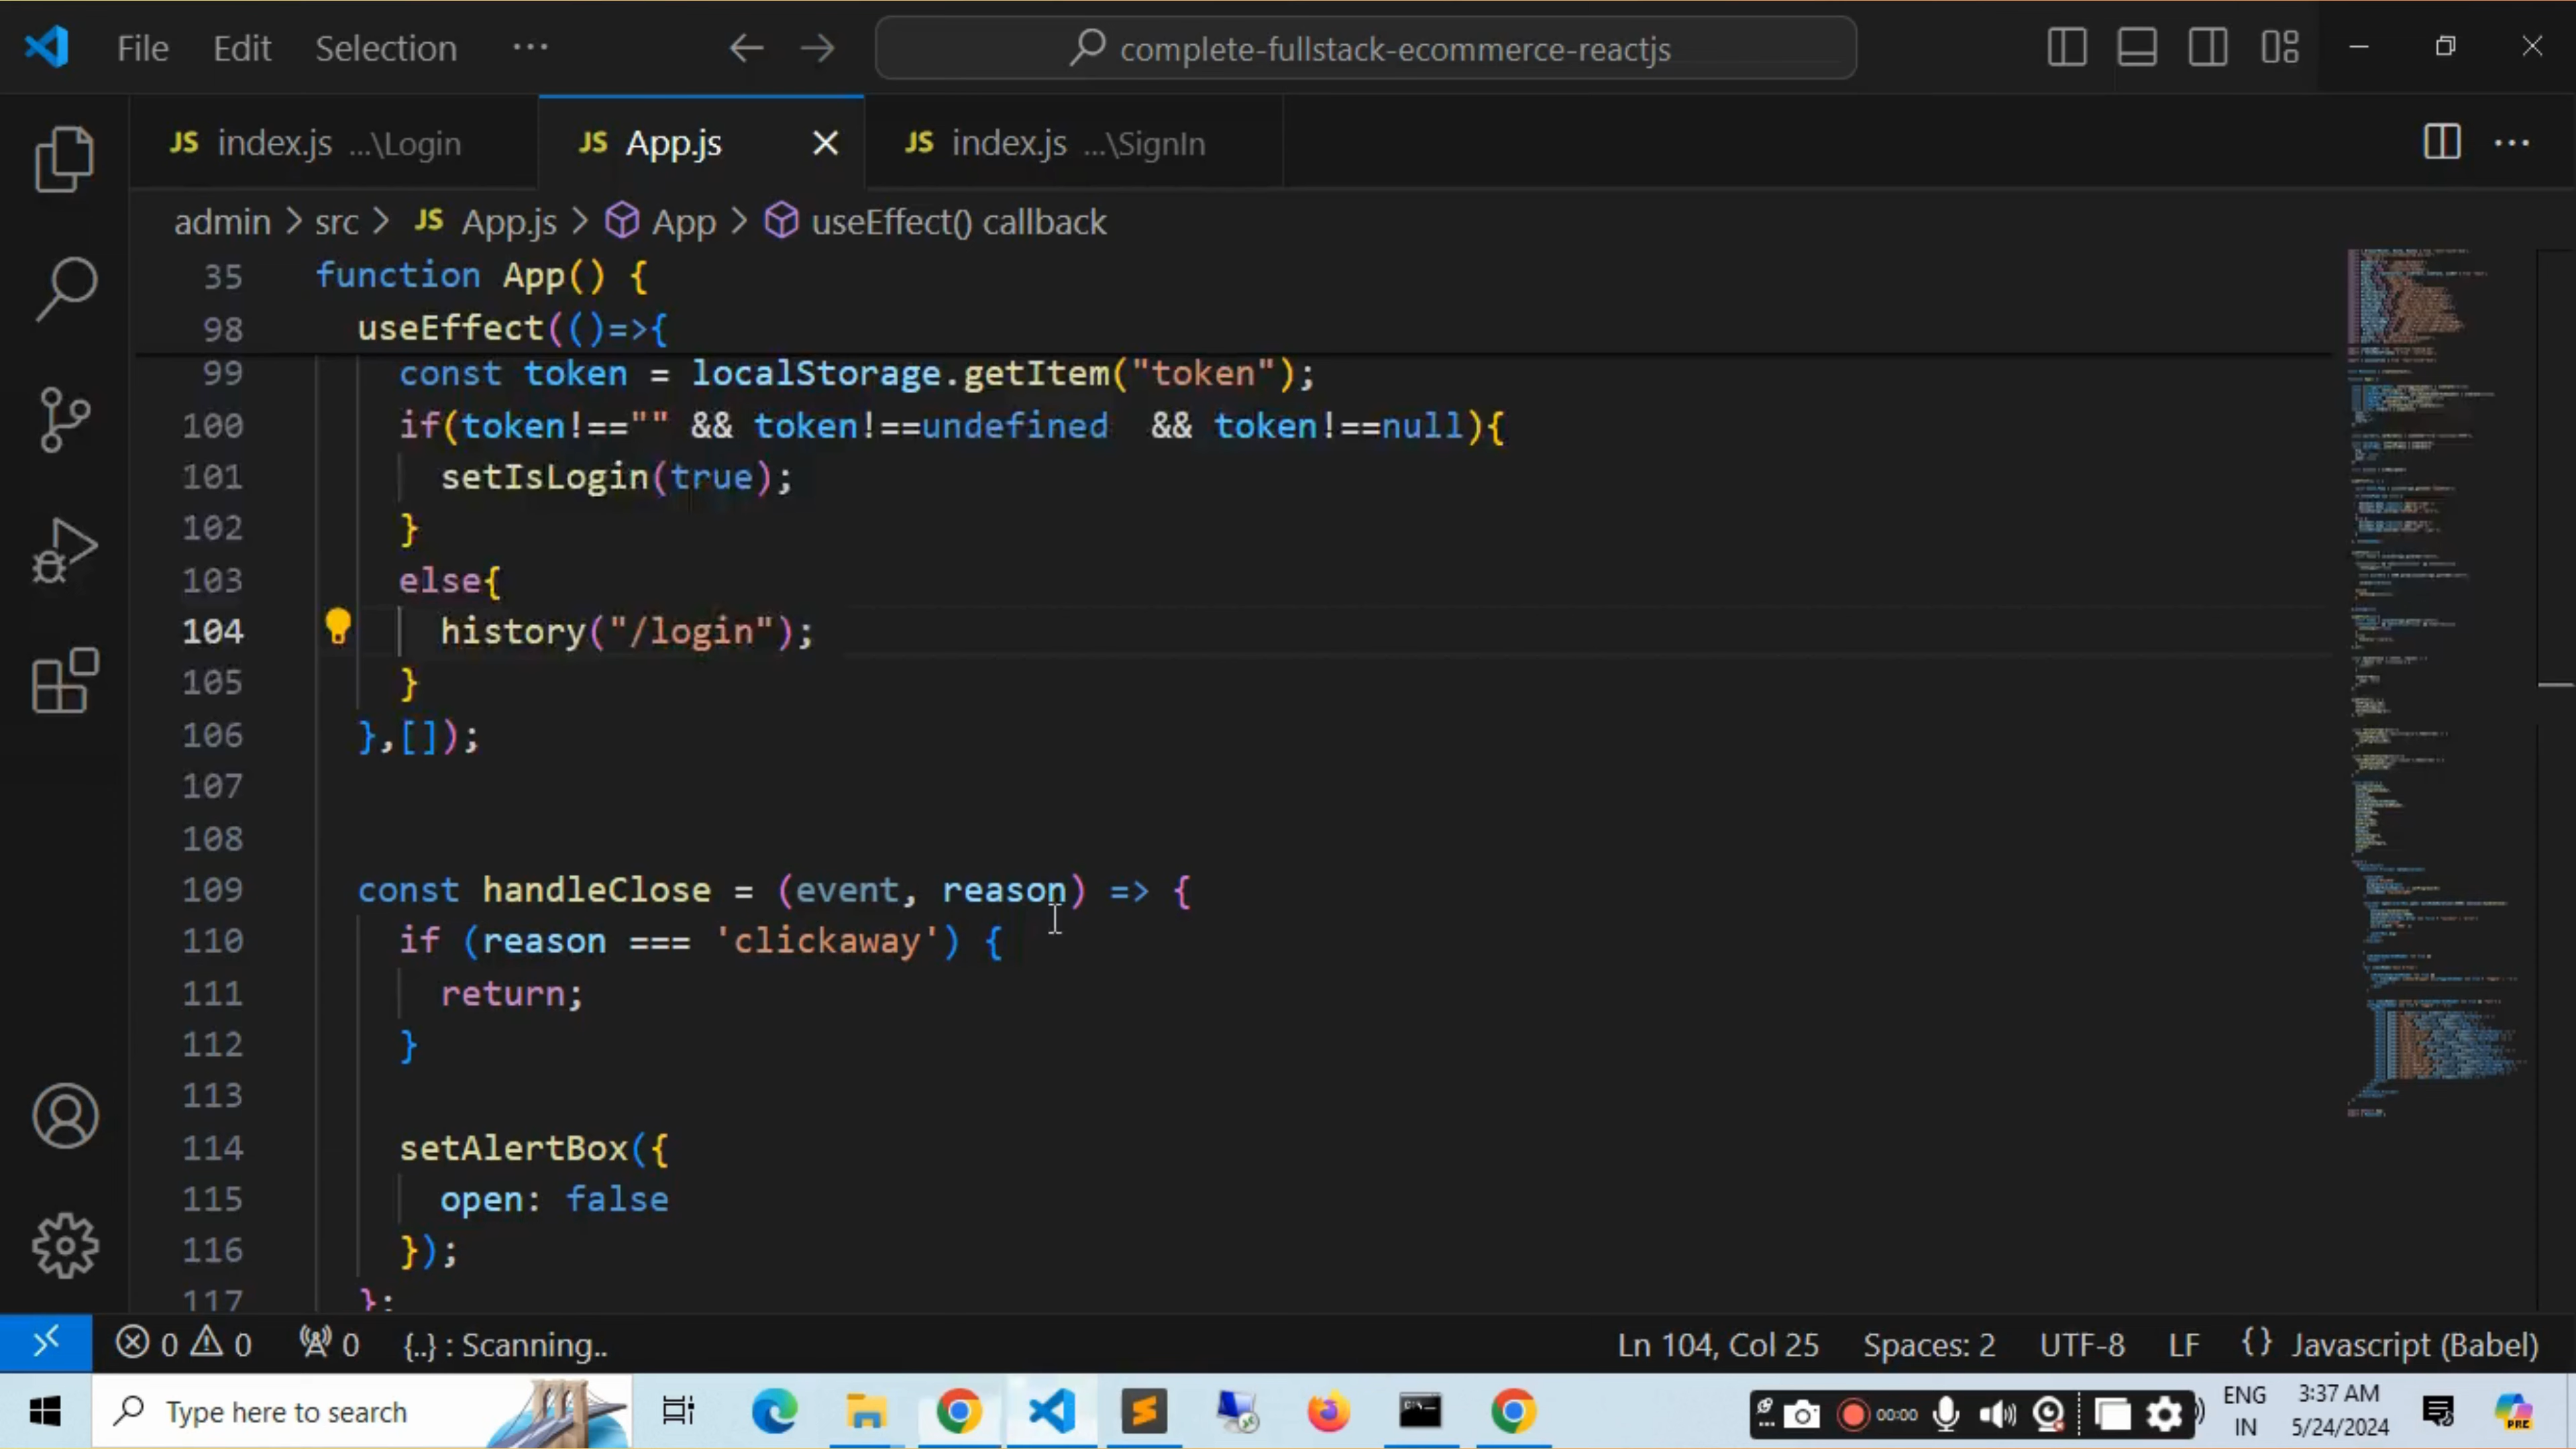 File Edit Selection ··· complete-fullstack-ecommerce-reactjs
JS index.js ...\Login JS App.js JS index.js ...\SignIn
admin > src > JS App.js > App > useEffect() callback
35 function App() {
98 useEffect(()=>{
99 const token = localStorage.getItem("token");
100 if(token!=="" && token!==undefined  && token!==null){
101 setIsLogin(true);
102 }
103 else{
104 history("/login");
105 }
106 },[]);
107
108
109 const handleClose = (event, reason) => {
110 if (reason === 'clickaway') {
111 return;
112 }
113
114 setAlertBox({
115 open: false
116 });
117 };
0 0 0 {..} : Scanning.. Ln 104, Col 25 Spaces: 2 UTF-8 LF {} Javascript (Babel)
Type here to search 00:00 ENG 3:37 AM
IN 5/24/2024 PRE